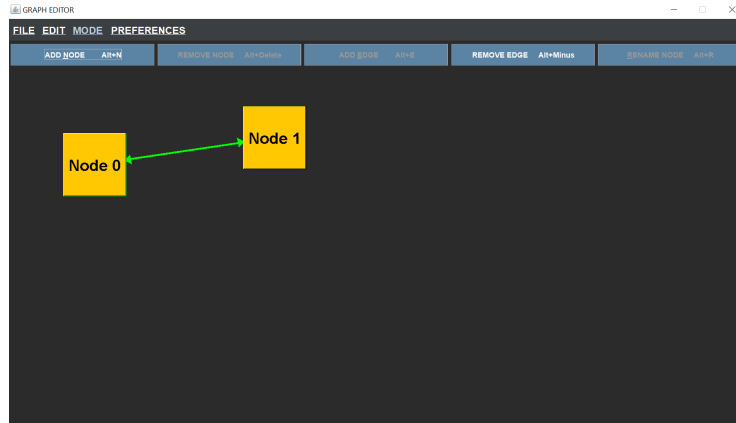 GRAPH EDITOR
FILE EDIT MODE PREFERENCES
ADD NODE Alt+N REMOVE NODE Alt+Delete ADD EDGE Alt+E REMOVE EDGE Alt+Minus RENAME NODE Alt+R
Node 1
Node 0